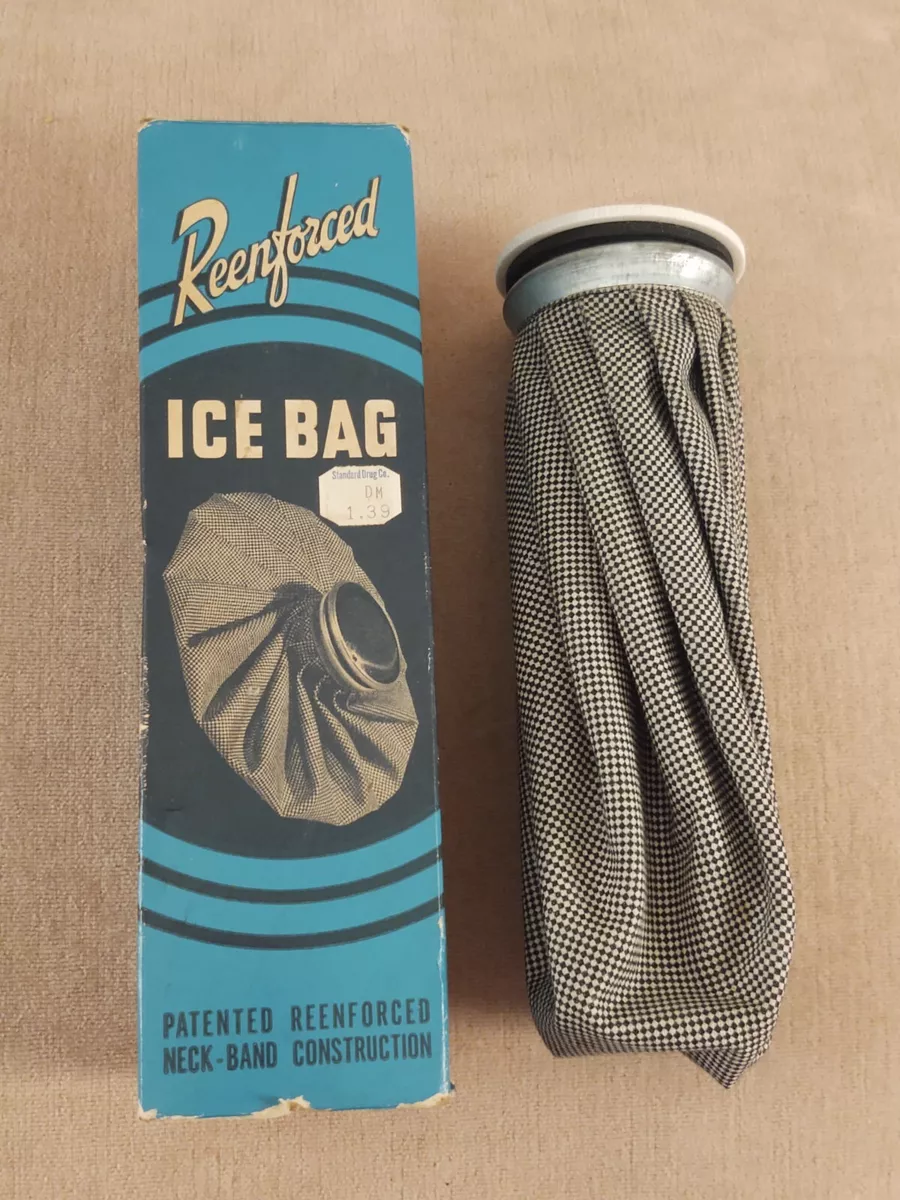 Reenforced
ICE BAG
Standard Drug Co.
DM
1.39
PATENTED REENFORCED
NECK-BAND CONSTRUCTION